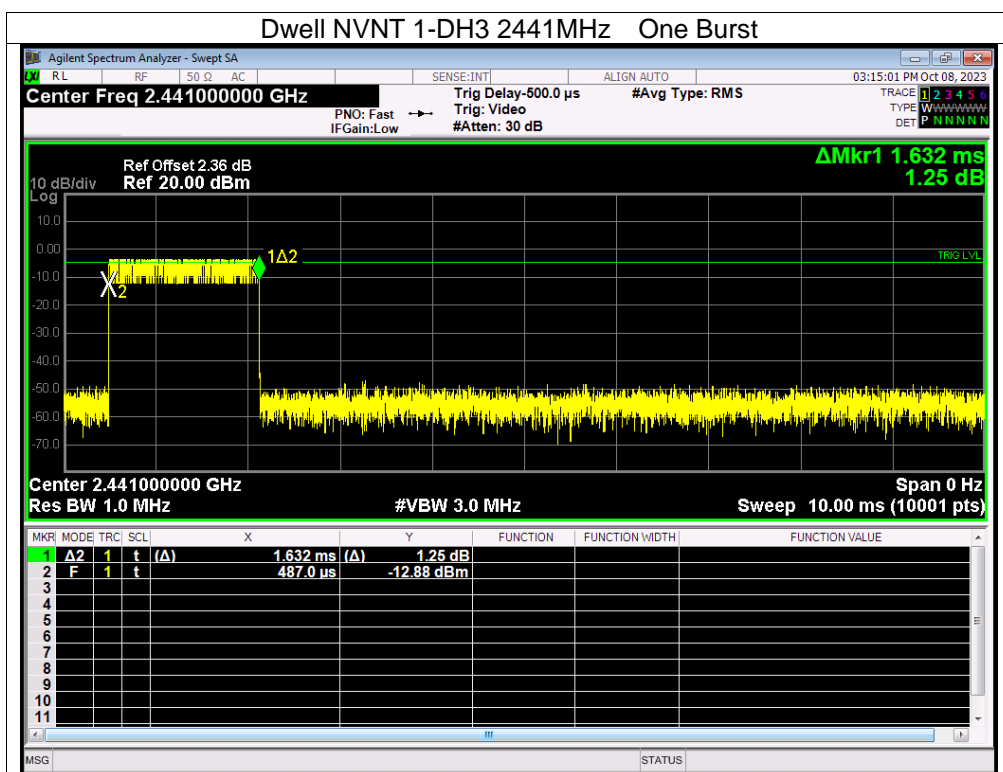 Dwell NVNT 1-DH3 2441MHz One Burst
Agilent Spectrum Analyzer - Swept SA
LXI RL RF 50 Ω AC SENSE:INT ALIGN AUTO 03:15:01 PM Oct 08, 2023
Center Freq 2.441000000 GHz Trig Delay-500.0 µs #Avg Type: RMS TRACE 1 2 3 4 5 6
PNO: Fast Trig: Video TYPE WWWWWW
IFGain:Low #Atten: 30 dB DET P N N N N N
ΔMkr1 1.632 ms
Ref Offset 2.36 dB
10 dB/div Ref 20.00 dBm 1.25 dB
Log
10.0
0.00
1Δ2
TRIG LVL
-10.0
2
-20.0
-30.0
-40.0
-50.0
-60.0
-70.0
Center 2.441000000 GHz Span 0 Hz
Res BW 1.0 MHz #VBW 3.0 MHz Sweep 10.00 ms (10001 pts)
MKR MODE TRC SCL X Y FUNCTION FUNCTION WIDTH FUNCTION VALUE
1 Δ2 1 t (Δ) 1.632 ms (Δ) 1.25 dB
2 F 1 t 487.0 µs -12.88 dBm
3
4
5
6
7
8
9
10
11
MSG STATUS